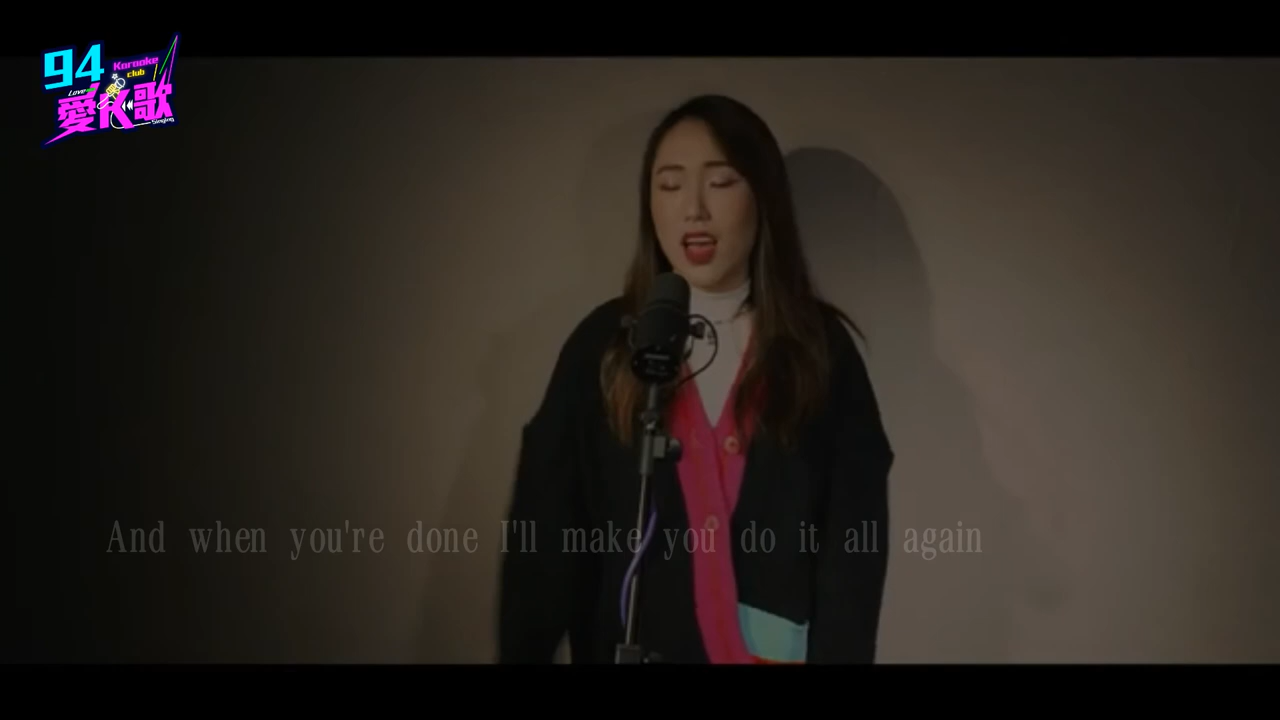 94
Karaoke
club
Love
愛K歌
Singing
And when you're done I'll make you do it all again